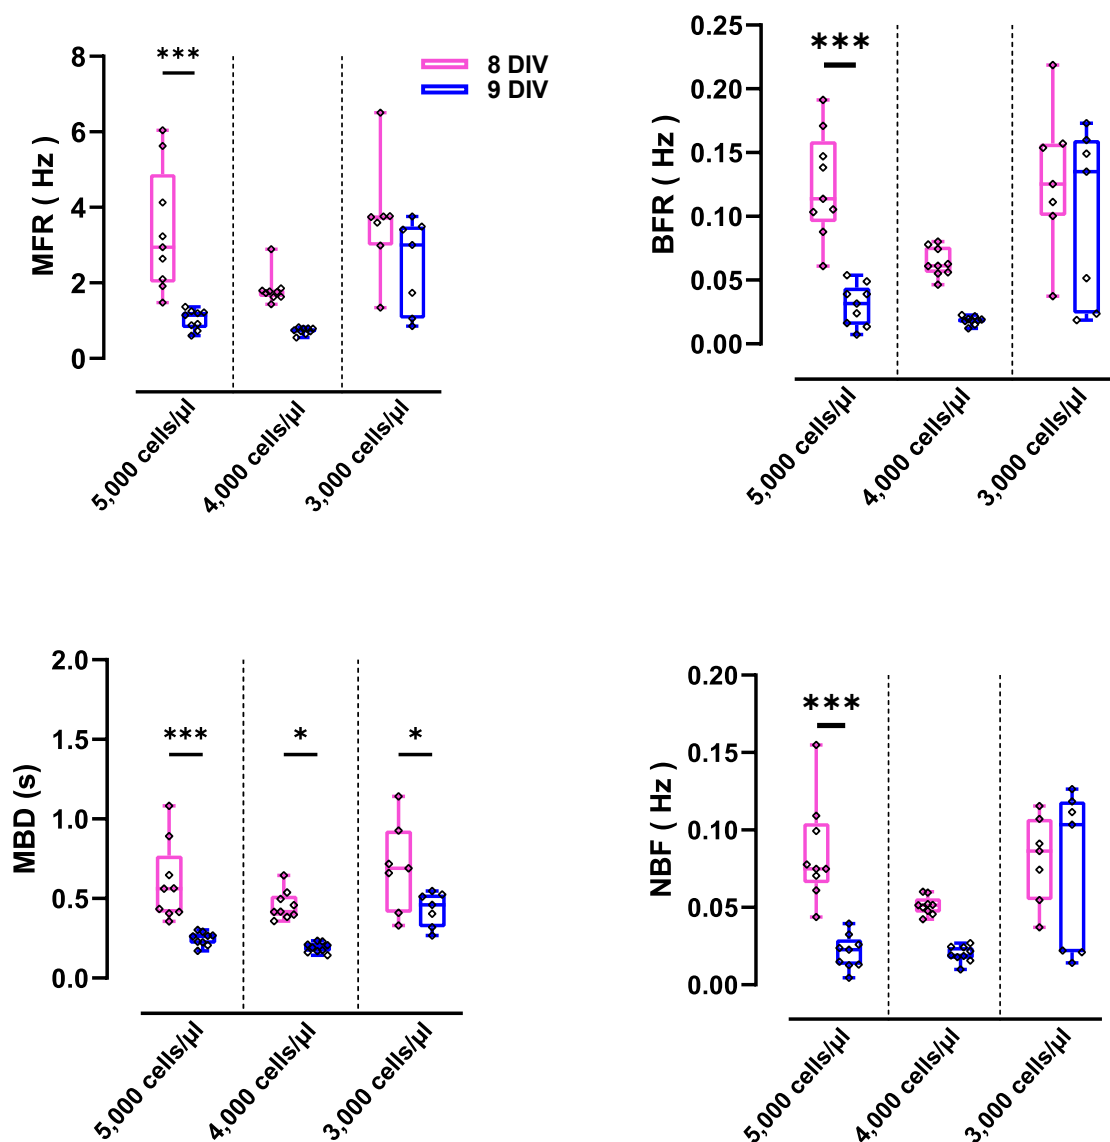 8
6
4
2
0
MFR ( Hz )
***
8 DIV
9 DIV
5,000 cells/µl
4,000 cells/µl
3,000 cells/µl
0.25
0.20
0.15
0.10
0.05
0.00
BFR ( Hz )
***
5,000 cells/µl
4,000 cells/µl
3,000 cells/µl
2.0
1.5
1.0
0.5
0.0
MBD (s)
***
*
*
5,000 cells/µl
4,000 cells/µl
3,000 cells/µl
0.20
0.15
0.10
0.05
0.00
NBF ( Hz )
***
5,000 cells/µl
4,000 cells/µl
3,000 cells/µl